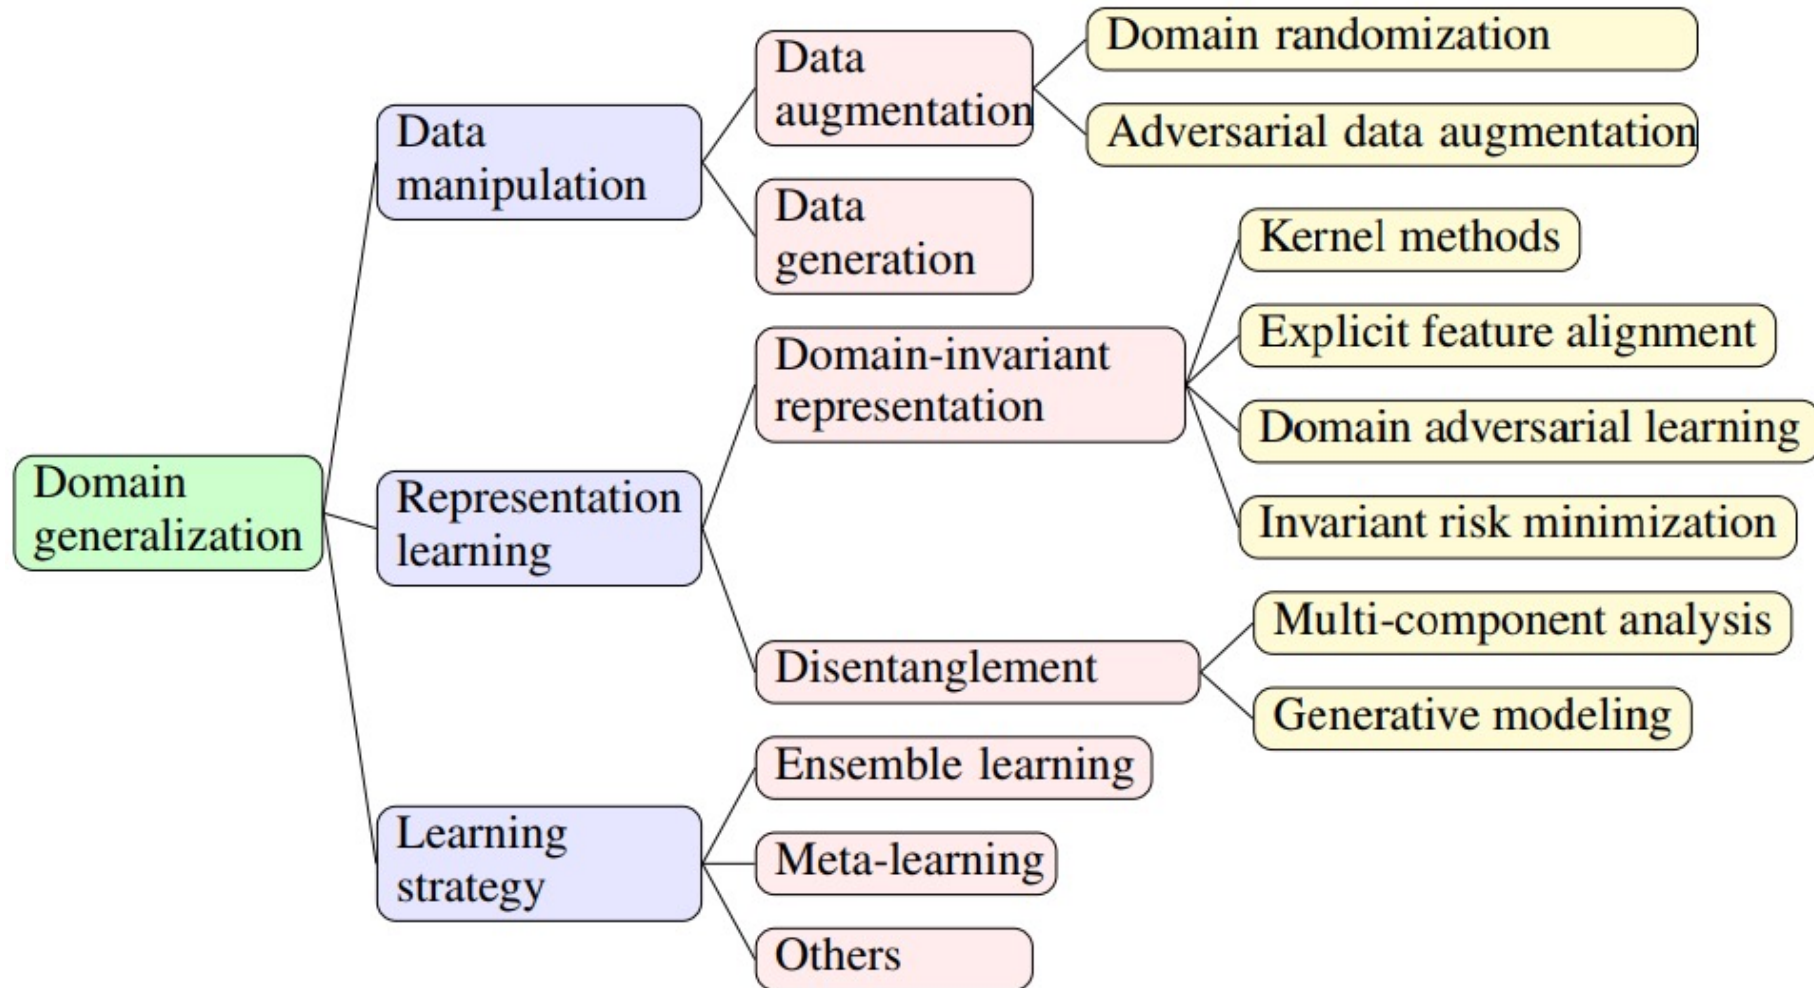 Domain
generalization
Data
manipulation
Data
augmentation
Domain randomization
Adversarial data augmentation
Data
generation
Representation
learning
Domain-invariant
representation
Kernel methods
Explicit feature alignment
Domain adversarial learning
Invariant risk minimization
Disentanglement
Multi-component analysis
Generative modeling
Learning
strategy
Ensemble learning
Meta-learning
Others